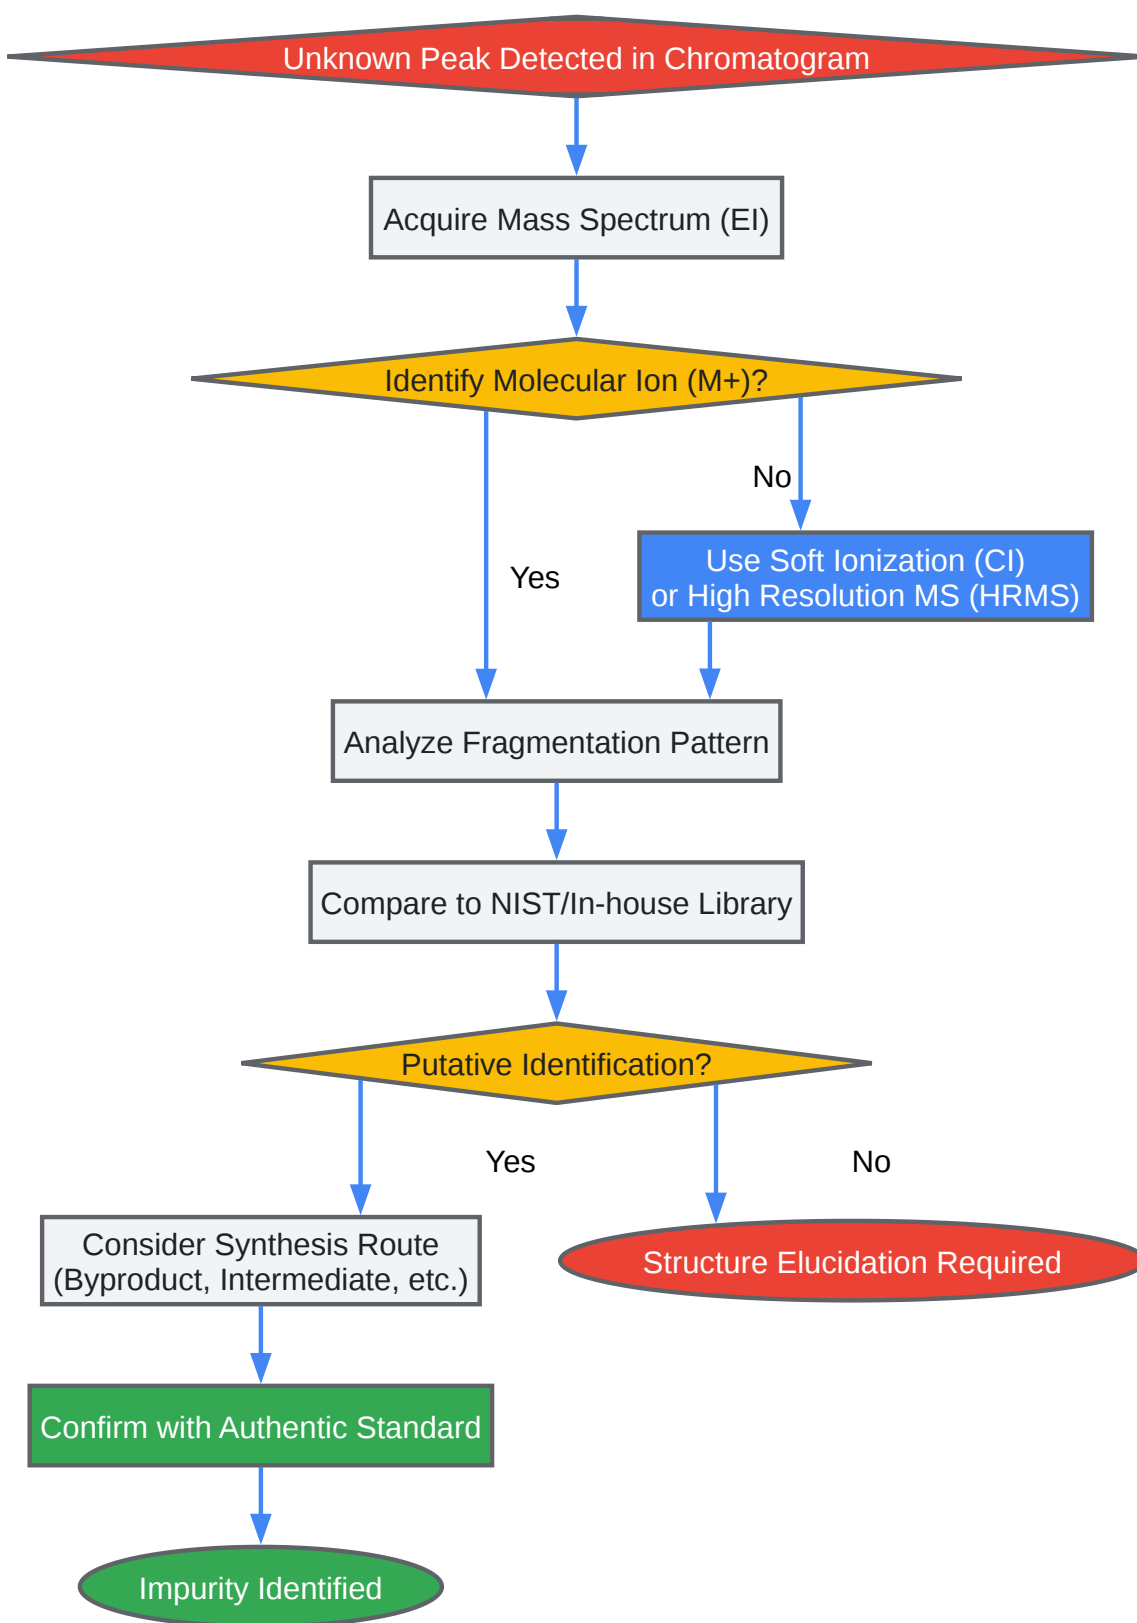 Unknown Peak Detected in Chromatogram
Acquire Mass Spectrum (EI)
Identify Molecular Ion (M+)?
No
Yes
Use Soft Ionization (CI)
or High Resolution MS (HRMS)
Analyze Fragmentation Pattern
Compare to NIST/In-house Library
Putative Identification?
Yes
No
Consider Synthesis Route
(Byproduct, Intermediate, etc.)
Structure Elucidation Required
Confirm with Authentic Standard
Impurity Identified